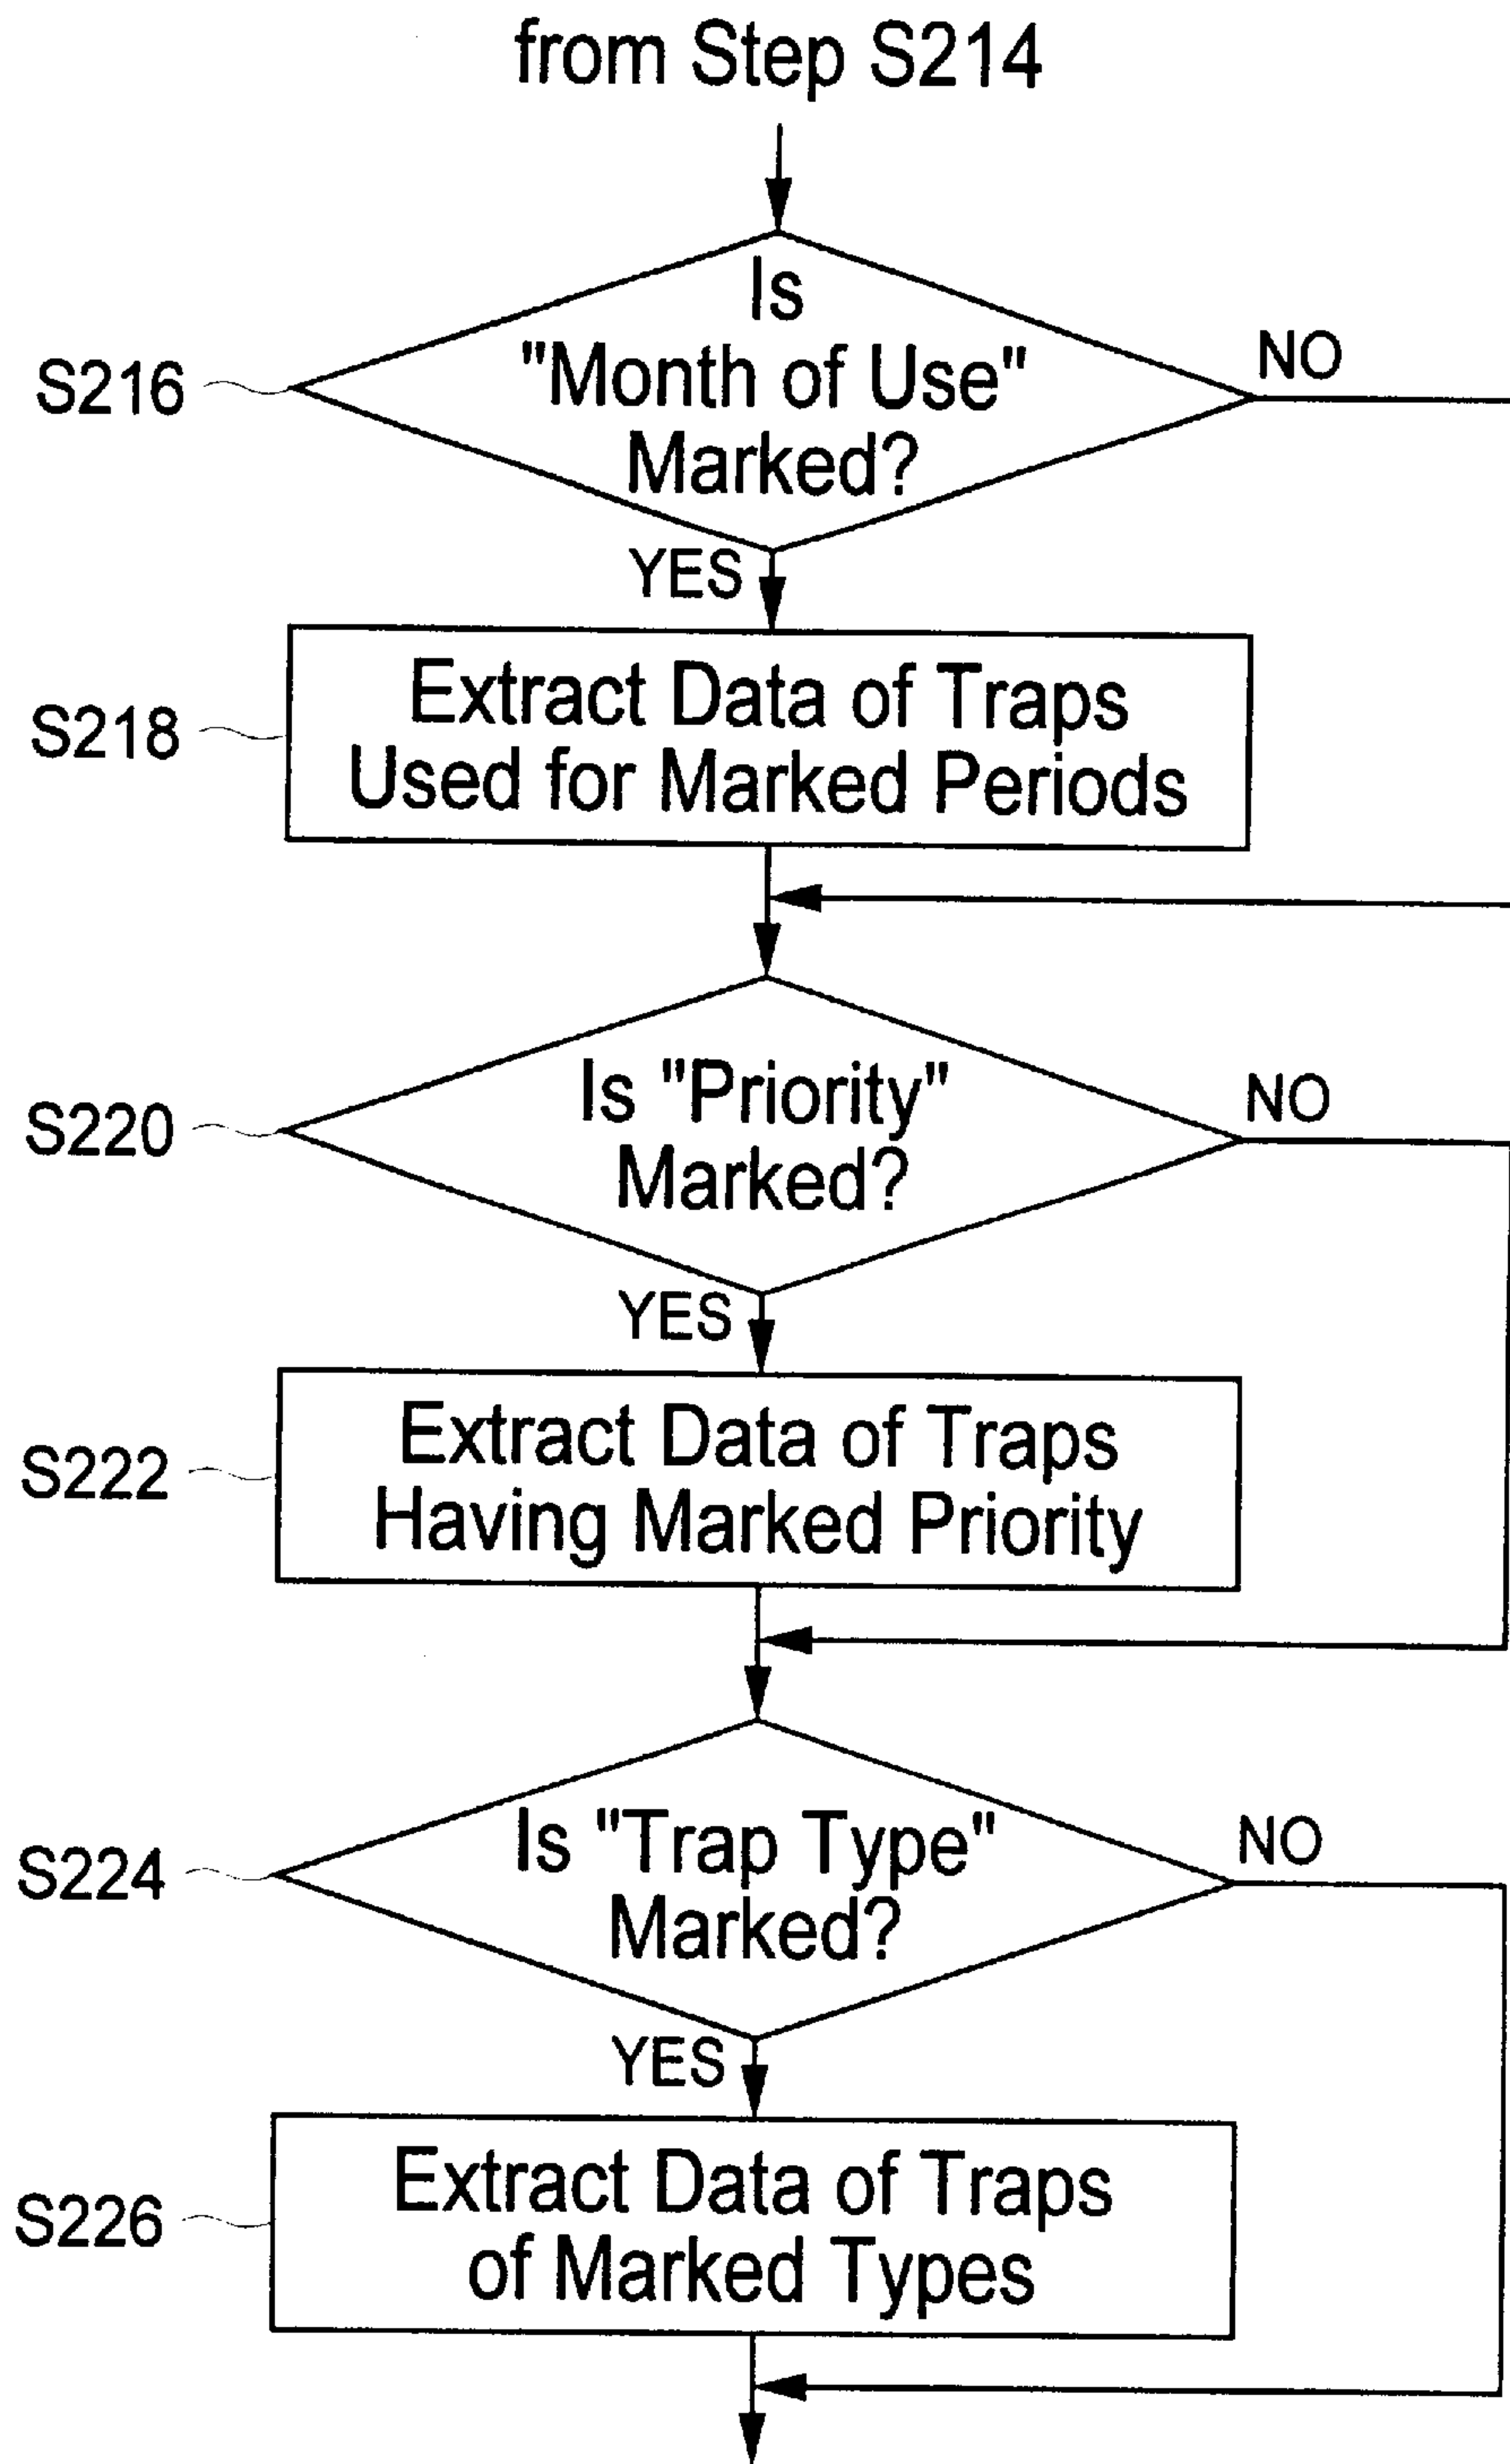 from Step S214
Is
"Month of Use"
Marked?
NO
S216
YES
Extract Data of Traps
Used for Marked Periods
S218
Is "Priority"
Marked?
NO
S220
YES
Extract Data of Traps
Having Marked Priority
S222
Is "Trap Type"
Marked?
NO
S224
YES
Extract Data of Traps
of Marked Types
S226